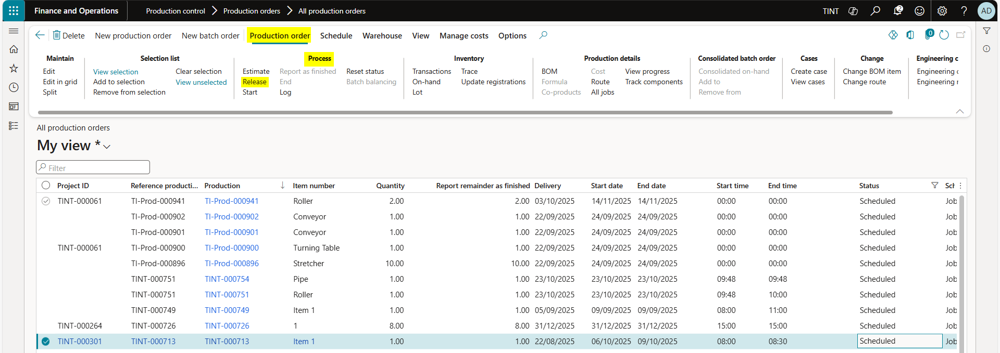 Finance and Operations Production control Production orders All production orders TINT 2 ? AD
Delete New production order New batch order Production order Schedule Warehouse View Manage costs Options 0
Maintain Selection list Process Inventory Production details Consolidated batch order Cases Change Engineering c
Edit View selection Clear selection Estimate Report as finished Reset status Transactions Trace BOM Cost View progress Consolidated on-hand Create case Change BOM item Engineering c
Edit in grid Add to selection View unselected Release End Batch balancing On-hand Update registrations Formula Route Track components Add to View cases Change route Engineering r
Split Remove from selection Start Log Lot Co-products All jobs Remove from
All production orders
My view *
Filter
Project ID Reference producti... Production Item number Quantity Report remainder as finished Delivery Start date End date Start time End time Status Sch
TINT-000061 TI-Prod-000941 TI-Prod-000941 Roller 2.00 2.00 03/10/2025 14/11/2025 14/11/2025 00:00 00:00 Scheduled Job
TI-Prod-000902 TI-Prod-000902 Conveyor 1.00 1.00 22/09/2025 24/09/2025 24/09/2025 00:00 00:00 Scheduled Job
TI-Prod-000901 TI-Prod-000901 Conveyor 1.00 1.00 22/09/2025 24/09/2025 24/09/2025 00:00 00:00 Scheduled Job
TINT-000061 TI-Prod-000900 TI-Prod-000900 Turning Table 1.00 1.00 22/09/2025 24/09/2025 24/09/2025 00:00 00:00 Scheduled Job
TI-Prod-000896 TI-Prod-000896 Stretcher 10.00 10.00 22/09/2025 24/09/2025 24/09/2025 00:00 00:00 Scheduled Job
TINT-000751 TINT-000754 Pipe 1.00 1.00 23/10/2025 23/10/2025 23/10/2025 09:48 09:48 Scheduled Job
TINT-000751 TINT-000751 Roller 1.00 1.00 23/10/2025 23/10/2025 23/10/2025 09:48 10:00 Scheduled Job
TINT-000749 TINT-000749 Item 1 1.00 1.00 05/09/2025 09/09/2025 09/09/2025 08:00 11:00 Scheduled Job
TINT-000264 TINT-000726 TINT-000726 1 8.00 8.00 31/12/2025 31/12/2025 31/12/2025 15:00 15:00 Scheduled Job
TINT-000301 TINT-000713 TINT-000713 Item 1 1.00 1.00 22/08/2025 06/10/2025 09/10/2025 08:00 08:30 Scheduled Job